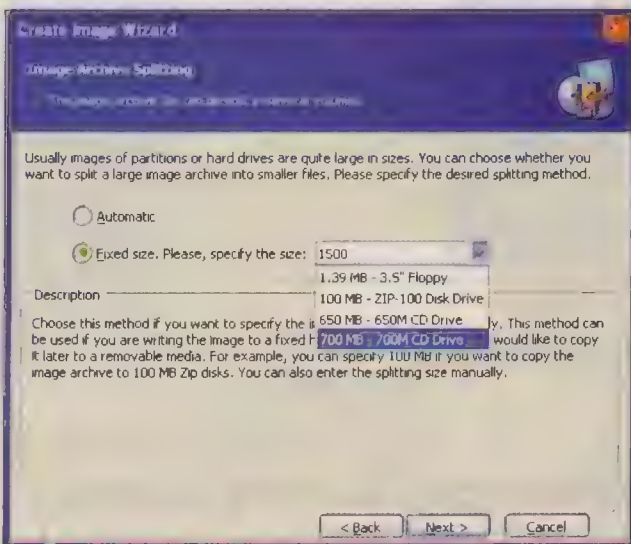 Create Image Wizard
Image Archive Splitting
The image archive
Usually images of partitions or hard drives are quite large in sizes. You can choose whether you
want to split a large image archive into smaller files. Please specify the desired splitting method.
Automatic
Fixed size. Please, specify the size: 1500
1.39 MB - 3.5" Floppy
100 MB - ZIP-100 Disk Drive
650 MB - 650M CD Drive
700 MB - 700M CD Drive
Description
Choose this method if you want to specify the y. This method can
be used if you are writing the image to a fixed would like to copy
it later to a removable media. For example, you can specify 100 MB if you want to copy the
image archive to 100 MB Zip disks. You can also enter the splitting size manually.
< Back
Next >
Cancel